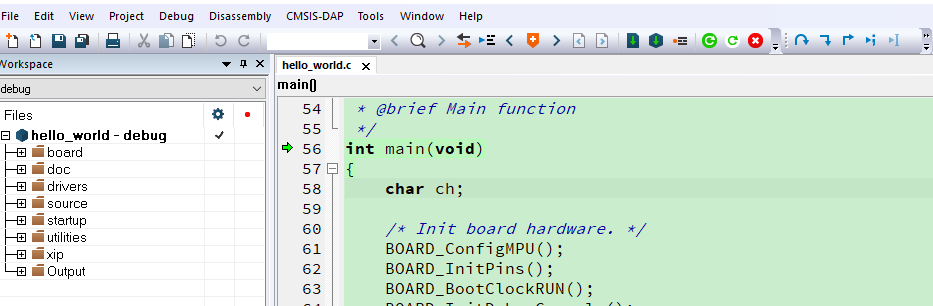 File Edit View Project Debug Disassembly CMSIS-DAP Tools Window Help
Workspace
debug
Files
hello_world - debug
board
doc
drivers
source
startup
utilities
xip
Output
hello_world.c
main()
54 * @brief Main function
55 */
56 int main(void)
57 {
58 char ch;
59
60 /* Init board hardware. */
61 BOARD_ConfigMPU();
62 BOARD_InitPins();
63 BOARD_BootClockRUN();